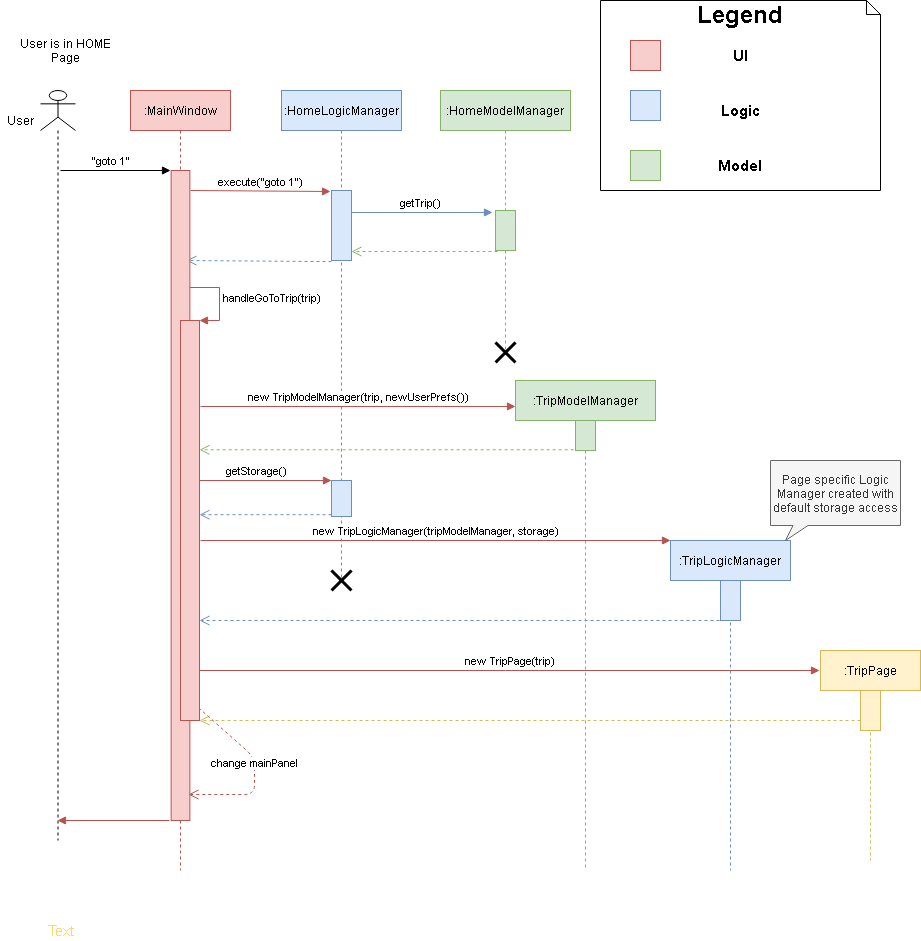 Legend
UI
Logic
Model
User is in HOME
Page
User
:MainWindow
:HomeLogicManager
:HomeModelManager
"goto 1"
execute("goto 1")
getTrip()
handleGoToTrip(trip)
new TripModelManager(trip, newUserPrefs())
:TripModelManager
getStorage()
Page specific Logic
Manager created with
default storage access
new TripLogicManager(tripModelManager, storage)
:TripLogicManager
new TripPage(trip)
:TripPage
change mainPanel
Text